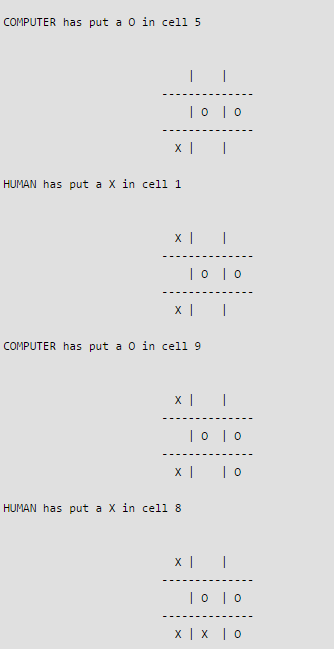 COMPUTER has put a O in cell 5
| |
--------------
| O | O
--------------
X | |
HUMAN has put a X in cell 1
X | |
--------------
| O | O
--------------
X | |
COMPUTER has put a O in cell 9
X | |
--------------
| O | O
--------------
X | | O
HUMAN has put a X in cell 8
X | |
--------------
| O | O
--------------
X | X | O